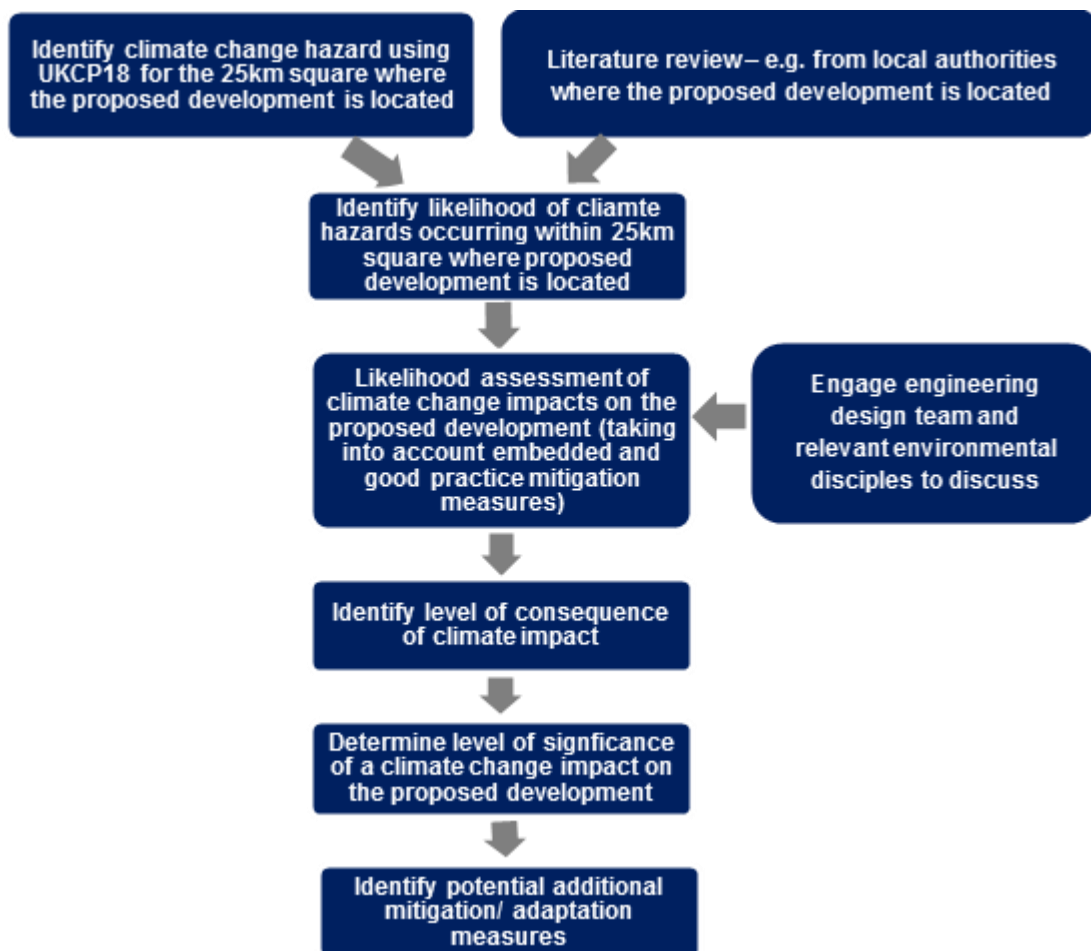 Identify climate change hazard using
UKCP18 for the 25km square where
the proposed development is located
Literature review– e.g. from local authorities
where the proposed development is located
Identify likelihood of cliamte
hazards occurring within 25km
square where proposed
development is located
Likelihood assessment of
climate change impacts on the
proposed development (taking
into account embedded and
good practice mitigation
measures)
Engage engineering
design team and
relevant environmental
disciples to discuss
Identify level of consequence
of climate impact
Determine level of signficance
of a climate change impact on
the proposed development
Identify potential additional
mitigation/ adaptation
measures